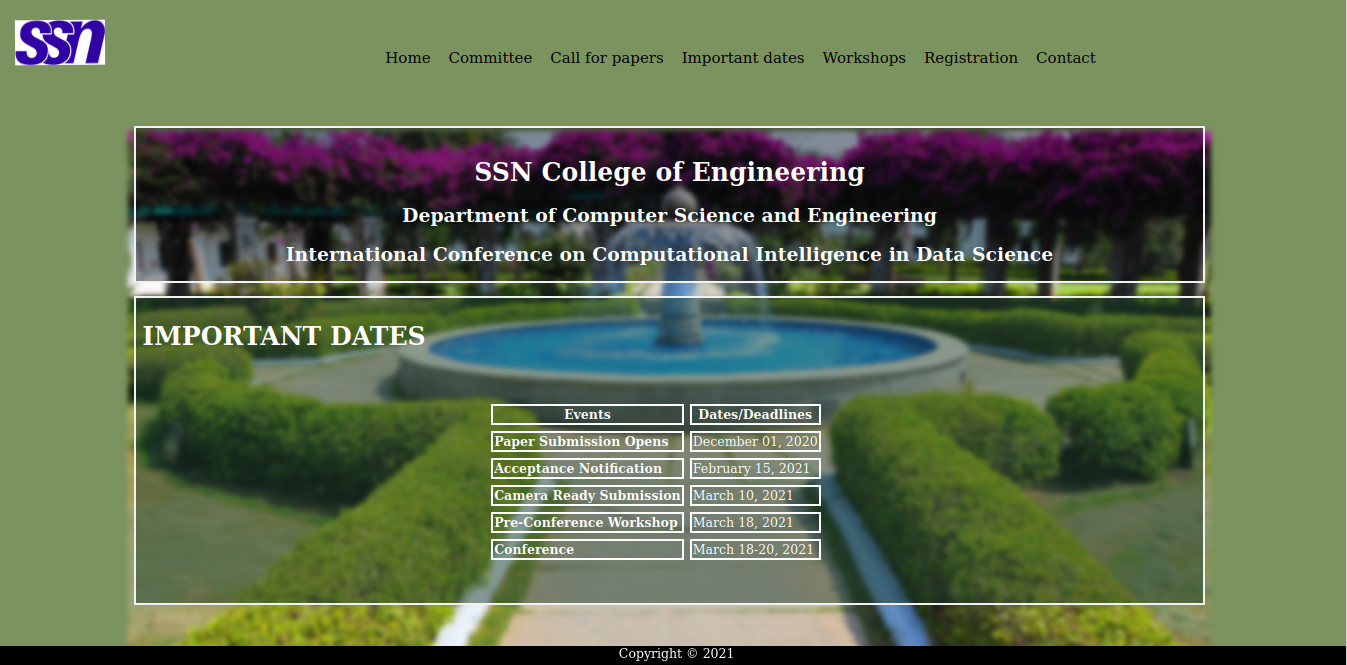 ssn
Home Committee Call for papers Important dates Workshops Registration Contact
SSN College of Engineering
Department of Computer Science and Engineering
International Conference on Computational Intelligence in Data Science
IMPORTANT DATES
Events Dates/Deadlines
Paper Submission Opens December 01, 2020
Acceptance Notification February 15, 2021
Camera Ready Submission March 10, 2021
Pre-Conference Workshop March 18, 2021
Conference March 18-20, 2021
Copyright © 2021